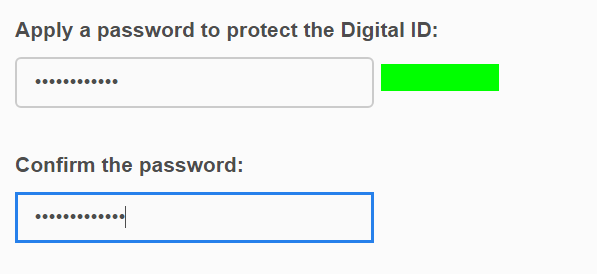 Apply a password to protect the Digital ID:
••••••••••••
Confirm the password:
•••••••••••••